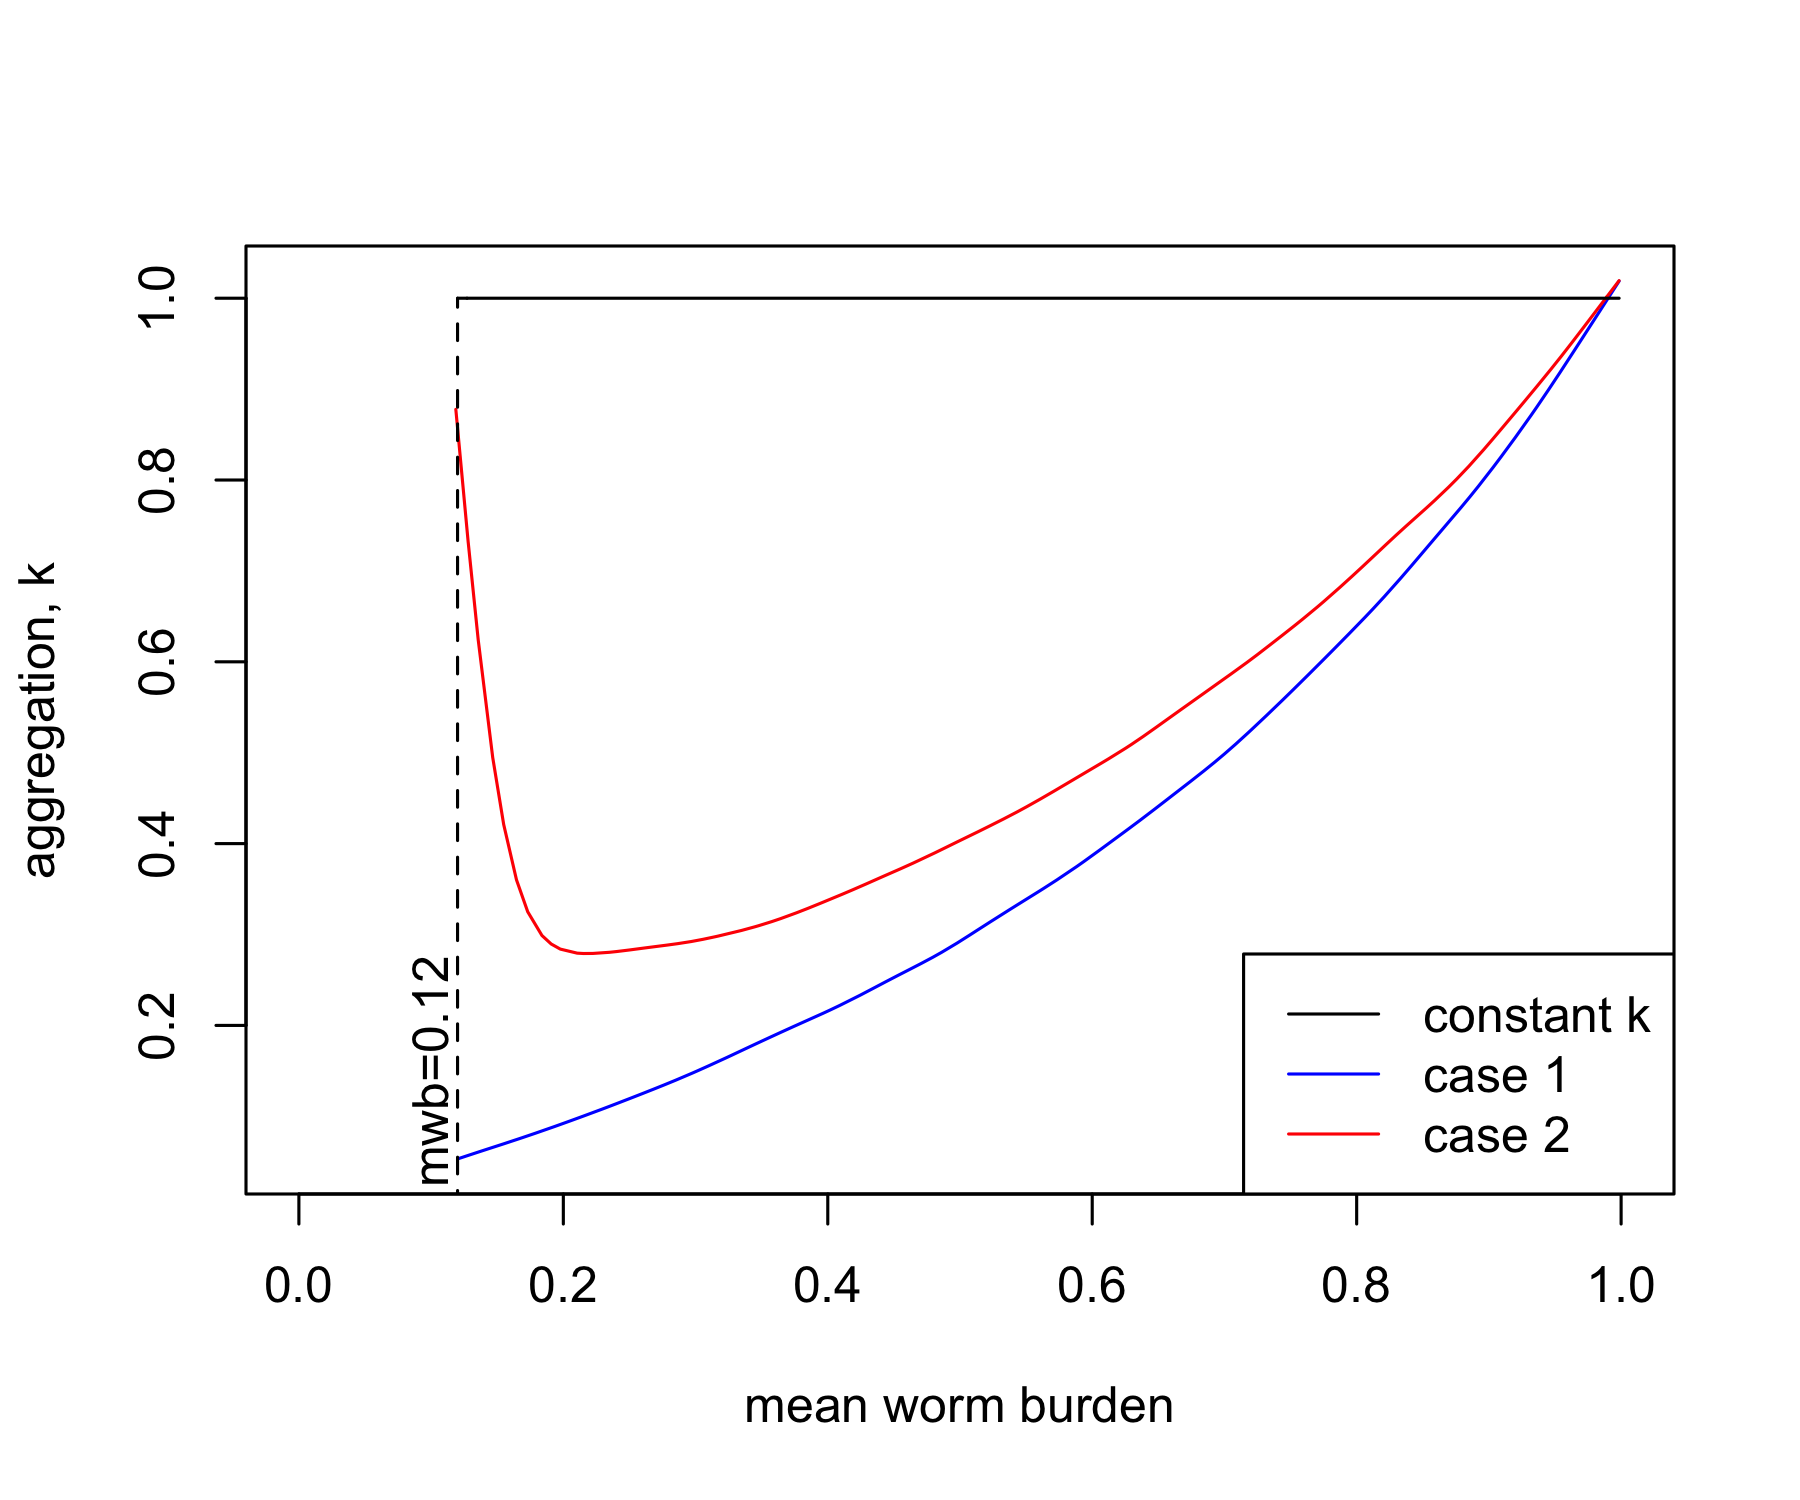 aggregation, k
1.0
0.8
0.6
0.4
0.2
mwb=0.12
constant k
case 1
case 2
0.0 0.2 0.4 0.6 0.8 1.0
mean worm burden